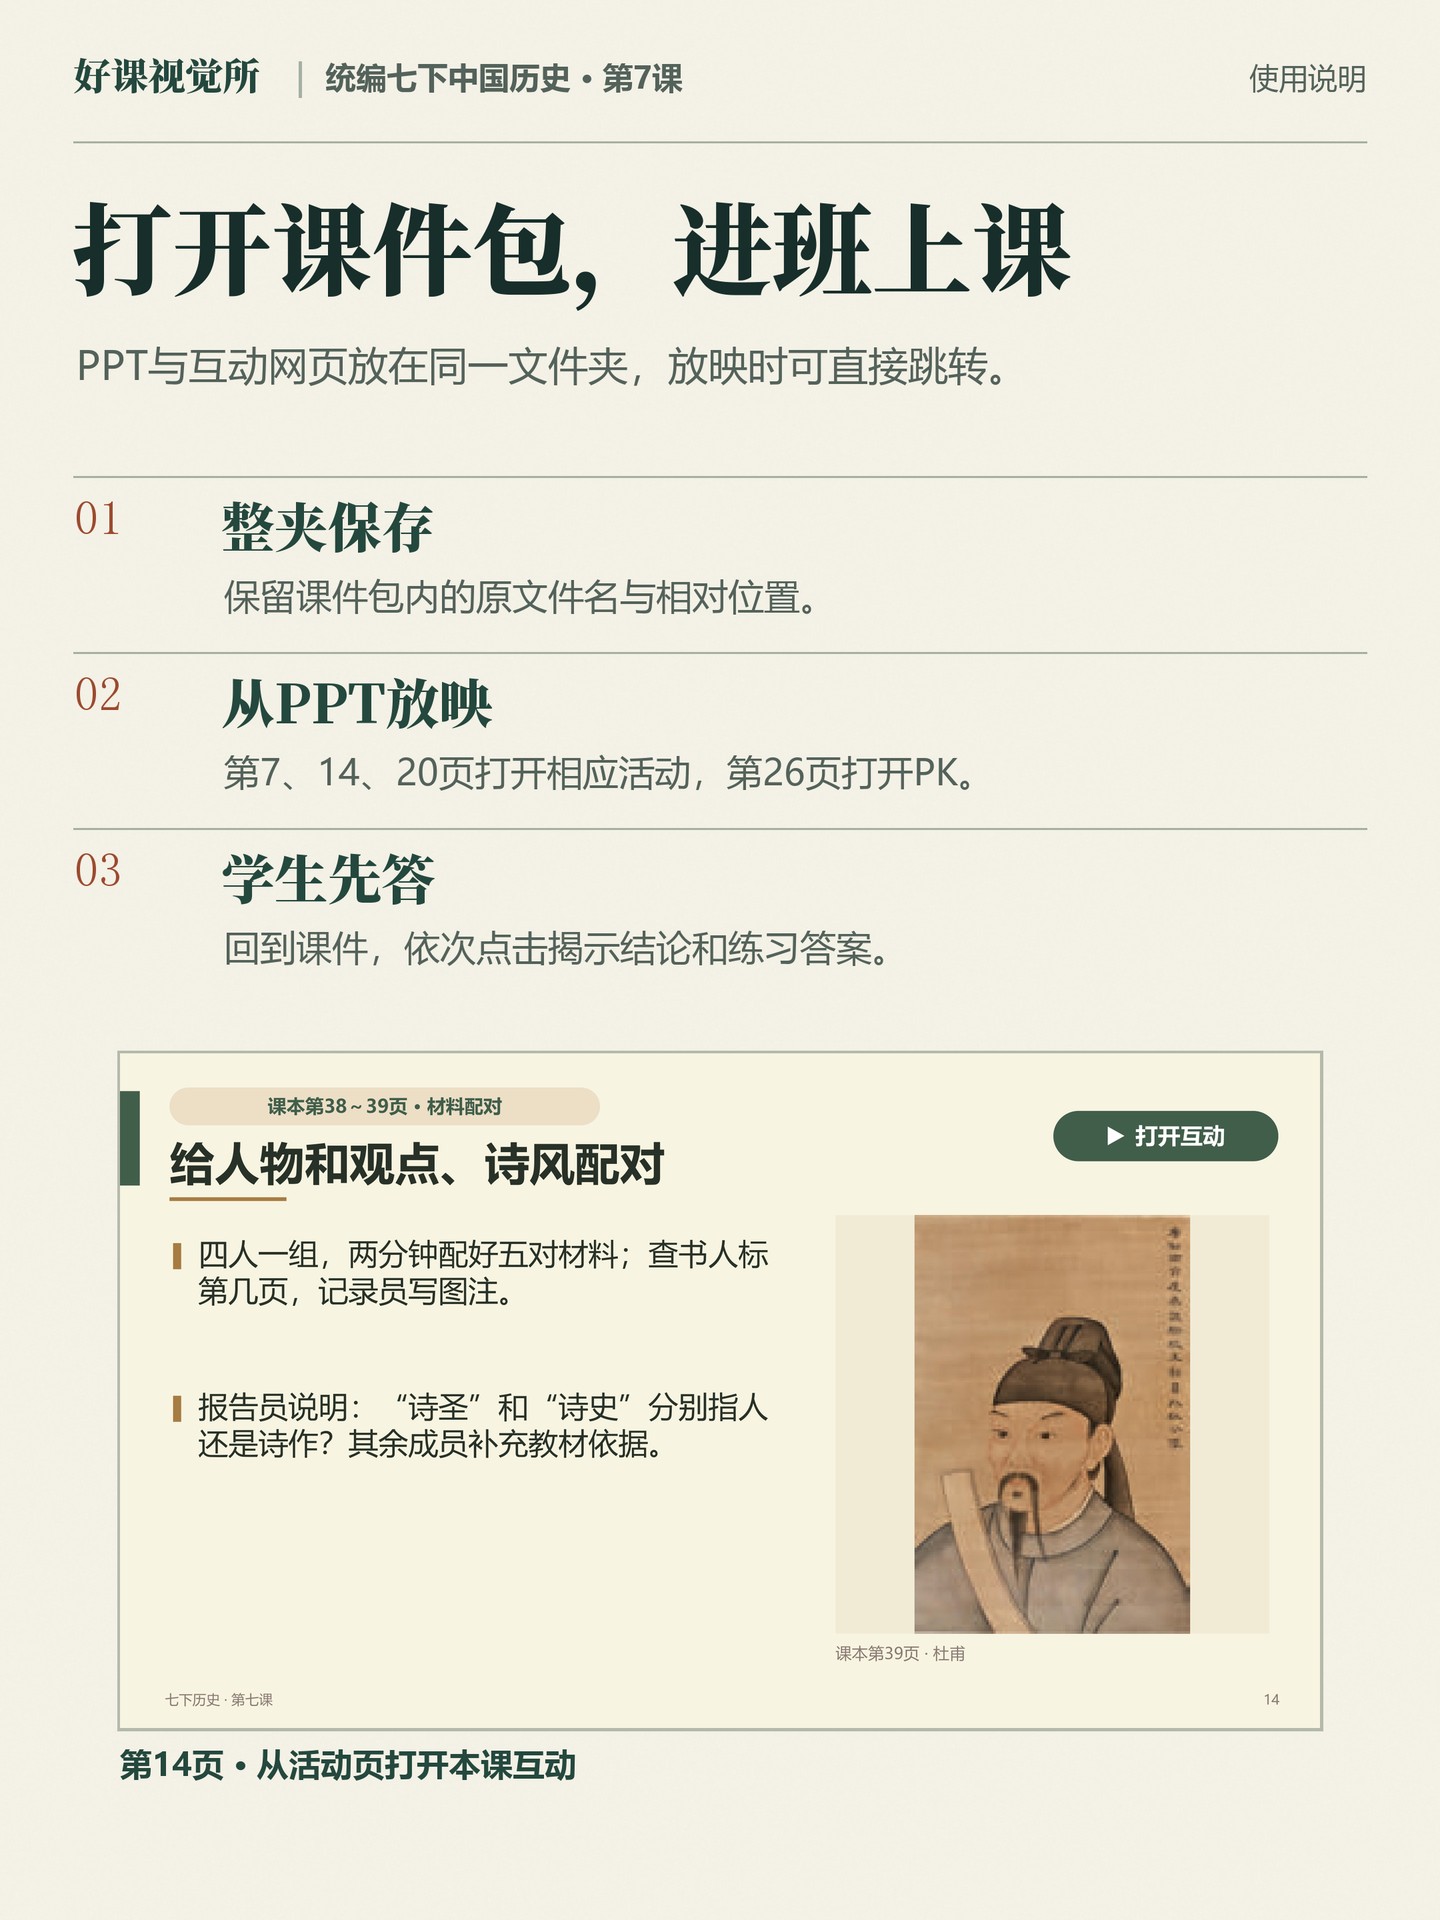 好课视觉所 | 统编七下中国历史 • 第7课
使用说明
打开课件包，进班上课
PPT与互动网页放在同一文件夹，放映时可直接跳转。
01
整夹保存
保留课件包内的原文件名与相对位置。
02
从PPT放映
第7、14、20页打开相应活动，第26页打开PK。
03
学生先答
回到课件，依次点击揭示结论和练习答案。
课本第38～39页 • 材料配对
给人物和观点、诗风配对
▶ 打开互动
四人一组，两分钟配好五对材料；查书人标
第几页，记录员写图注。
报告员说明：“诗圣”和“诗史”分别指人
还是诗作？其余成员补充教材依据。
课本第39页 · 杜甫
七下历史 · 第七课
14
第14页 • 从活动页打开本课互动